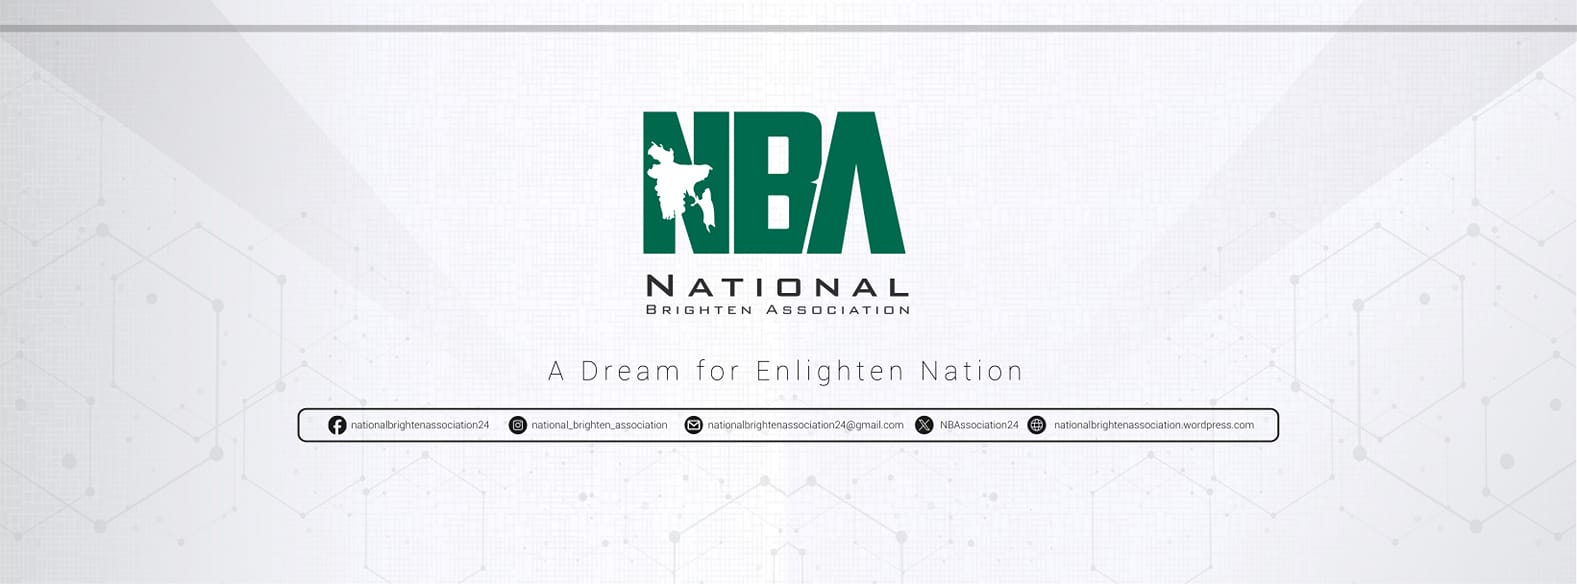 NBA
National
Brighten Association
A Dream for Enlighten Nation
nationalbrightenassociation24 national_brighten_association nationalbrightenassociation24@gmail.com NBAssociation24 nationalbrightenassociation.wordpress.com